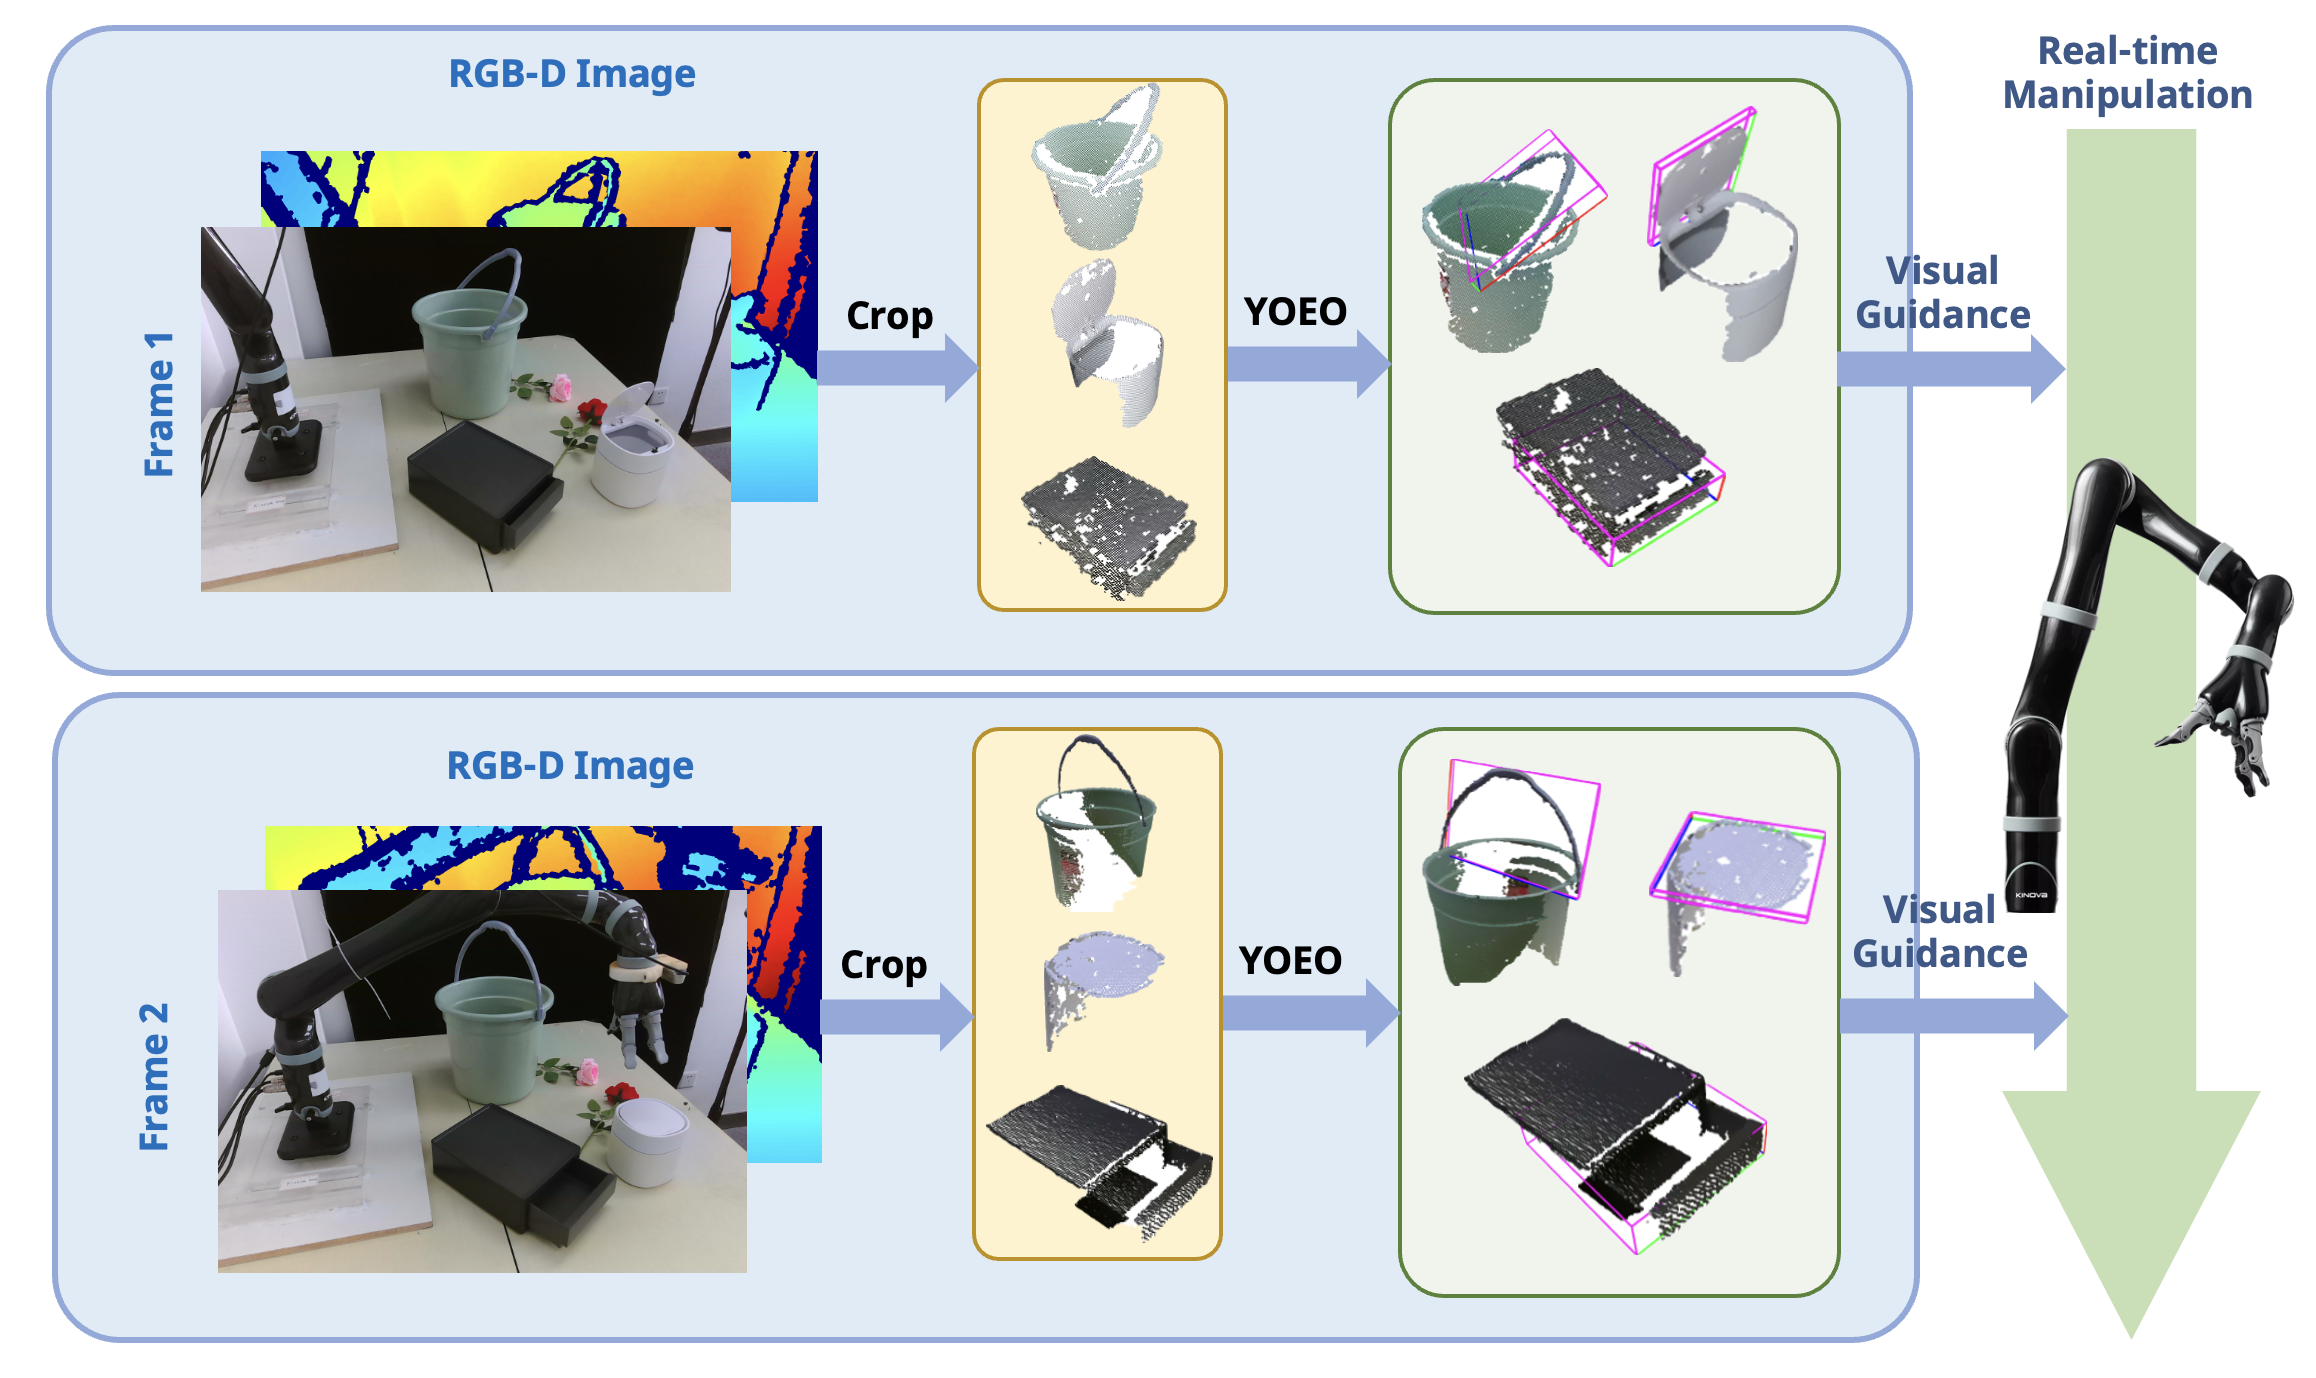 RGB-D Image
Real-time
Manipulation
Frame 1
Crop
YOEO
Visual
Guidance
RGB-D Image
Frame 2
Crop
YOEO
Visual
Guidance
KINOVA